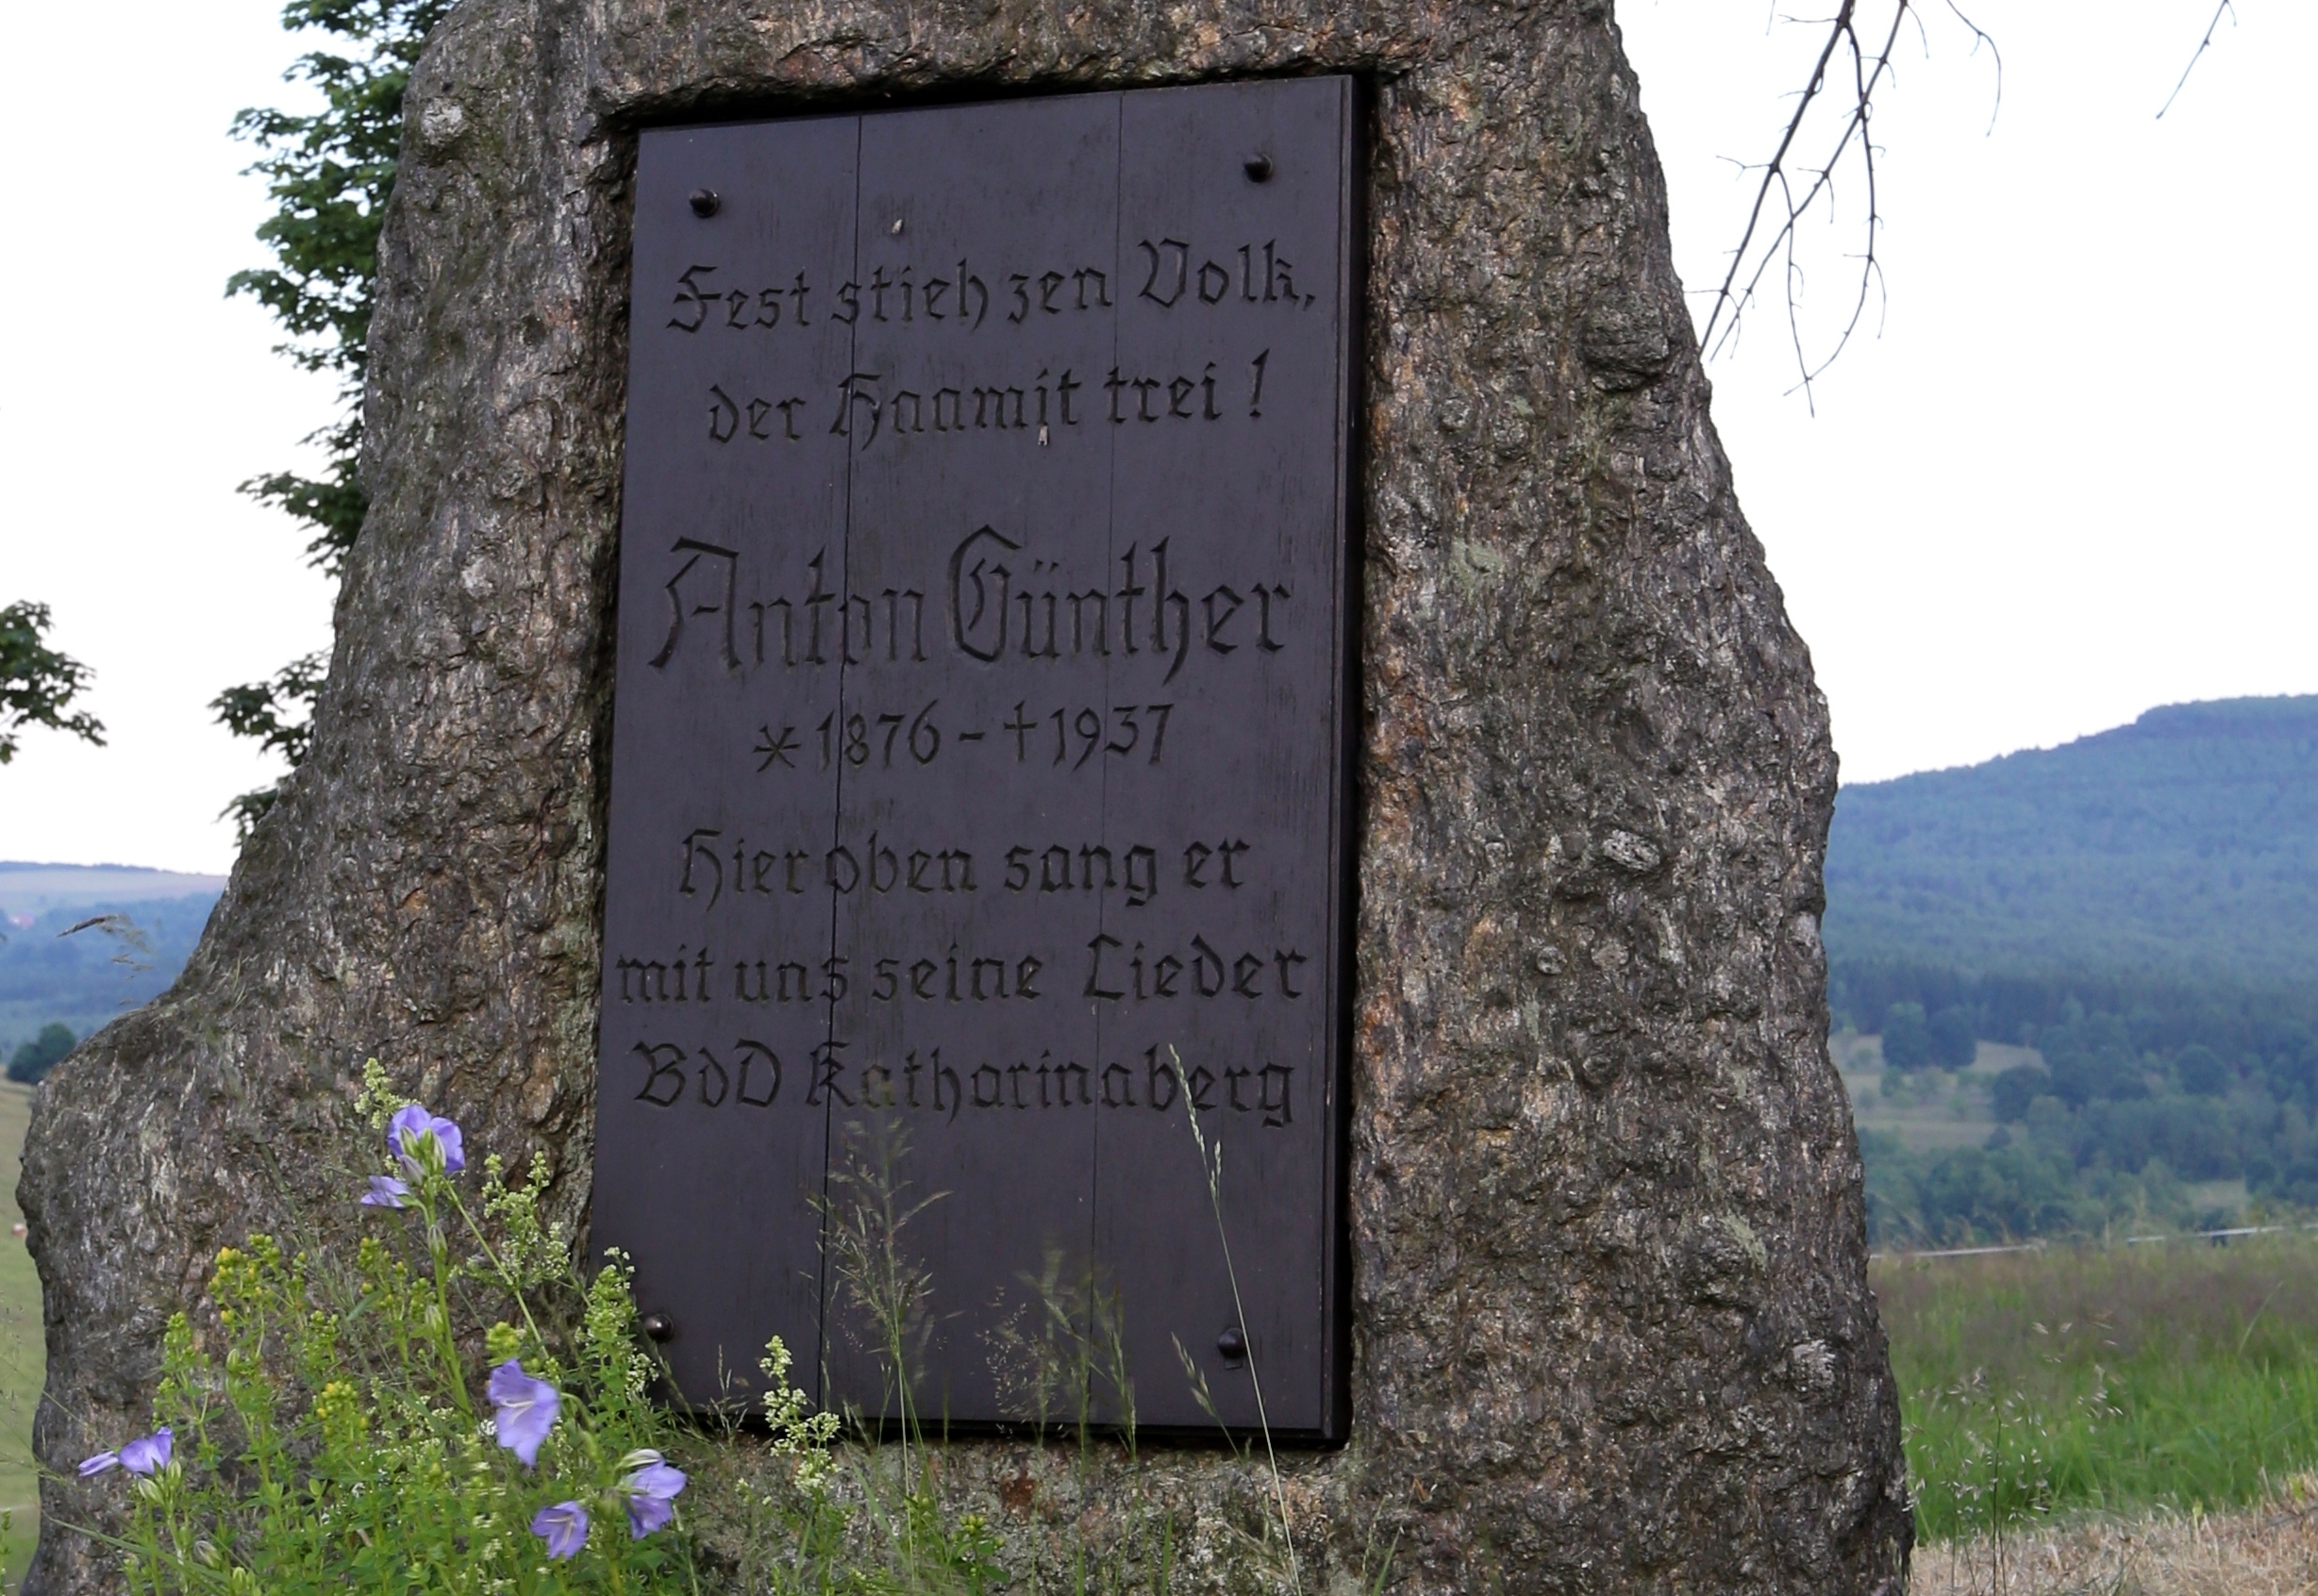 Fest stieh zen Volk,
der Haamit trei!
Anton Günther
* 1876 - † 1937
Hier oben sang er
mit uns seine Lieder
BdD Katharinaberg